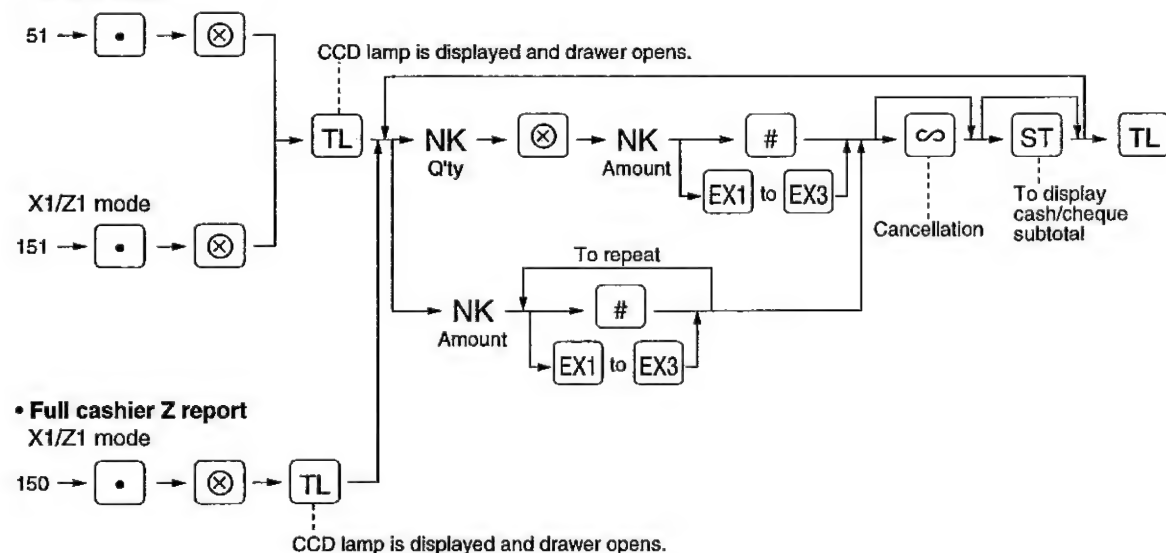 51 → • → ⊗
CCD lamp is displayed and drawer opens.
TL → NK → ⊗ → NK → # → ∞ → ST → TL
Q'ty Amount
EX1 to EX3
To display
cash/cheque
subtotal
Cancellation
X1/Z1 mode
151 → • → ⊗
To repeat
NK → #
Amount
EX1 to EX3
• Full cashier Z report
X1/Z1 mode
150 → • → ⊗ → TL
CCD lamp is displayed and drawer opens.